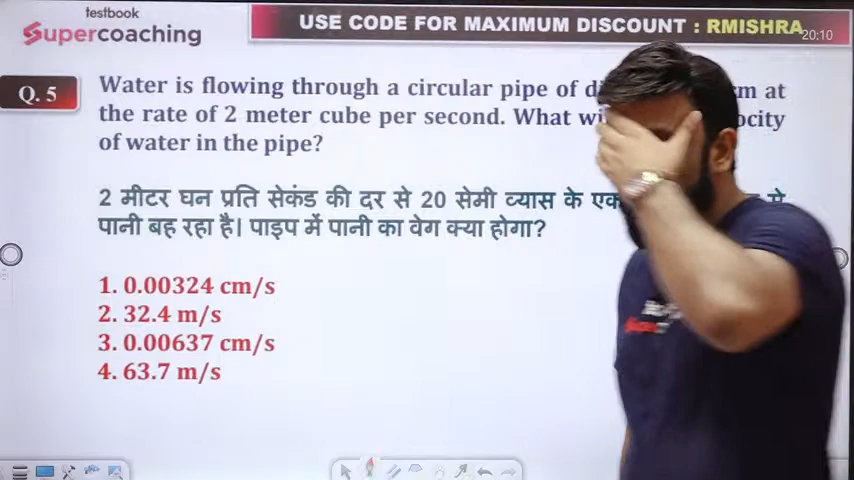 testbook
Supercoaching
USE CODE FOR MAXIMUM DISCOUNT : RMISHRA
20:10
Q. 5
Water is flowing through a circular pipe of at
the rate of 2 meter cube per second. What
of water in the pipe?
2 मीटर घन प्रति सेकंड की दर से 20 सेमी व्यास के
पानी बह रहा है। पाइप में पानी का वेग क्या होगा?
1. 0.00324 cm/s
2. 32.4 m/s
3. 0.00637 cm/s
4. 63.7 m/s